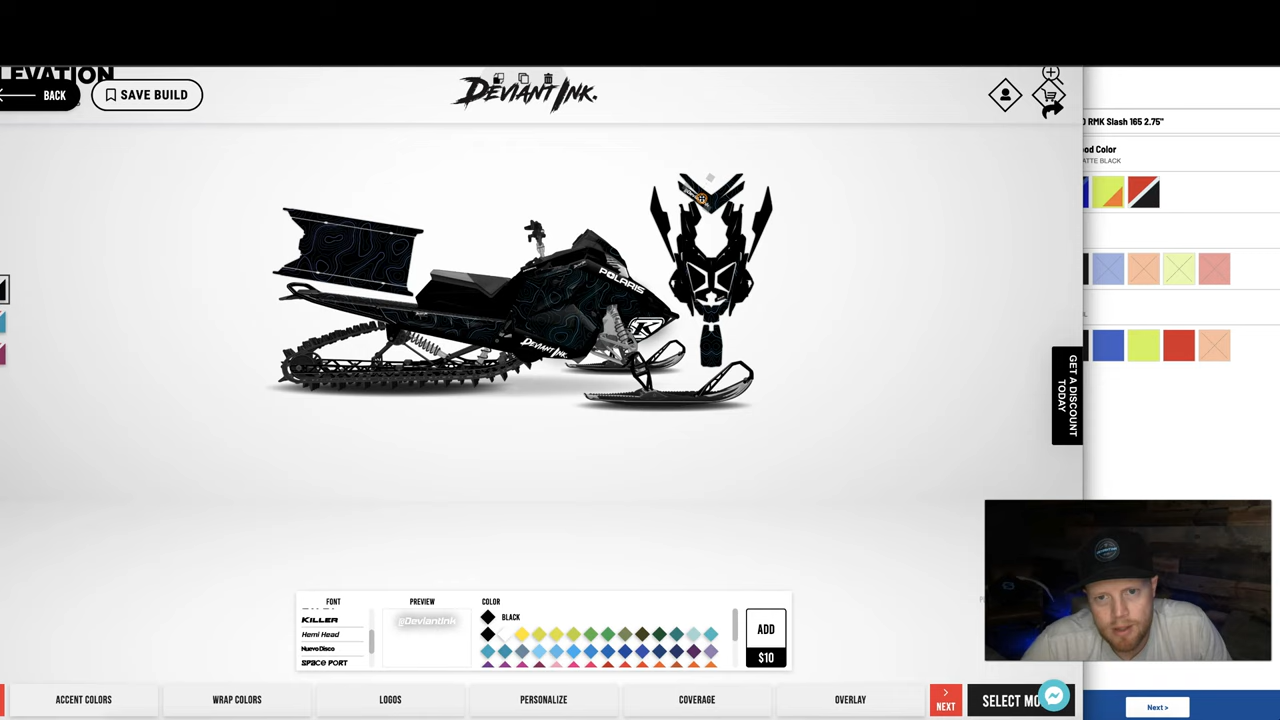 LEVATION
BACK
SAVE BUILD
DEVIANT INK.
RMK Slash 165 2.75"
ood Color
ATTE BLACK
POLARIS
K
DEVIANT INK.
GET A DISCOUNT
TODAY
FONT
PREVIEW
COLOR
KILLER
Hemi Head
Nuevo Disco
SPACE PORT
@DeviantInk
BLACK
ADD
$10
ACCENT COLORS
WRAP COLORS
LOGOS
PERSONALIZE
COVERAGE
OVERLAY
>
NEXT
SELECT MO
Next >